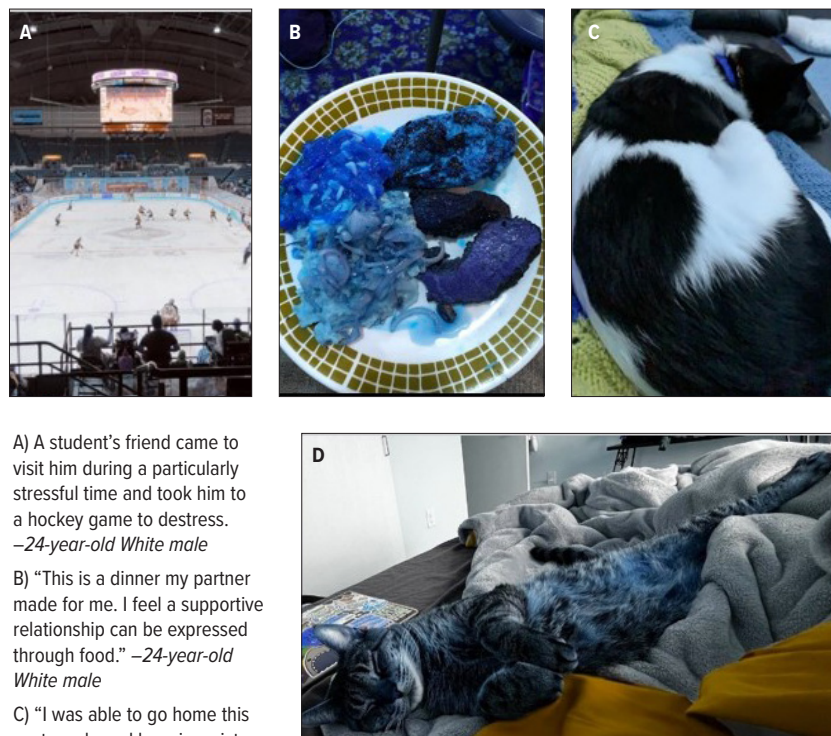 A
B
C
A) A student’s friend came to
visit him during a particularly
stressful time and took him to
a hockey game to destress.
–24-year-old White male
B) “This is a dinner my partner
made for me. I feel a supportive
relationship can be expressed
through food.” –24-year-old
White male
C) “I was able to go home this
D